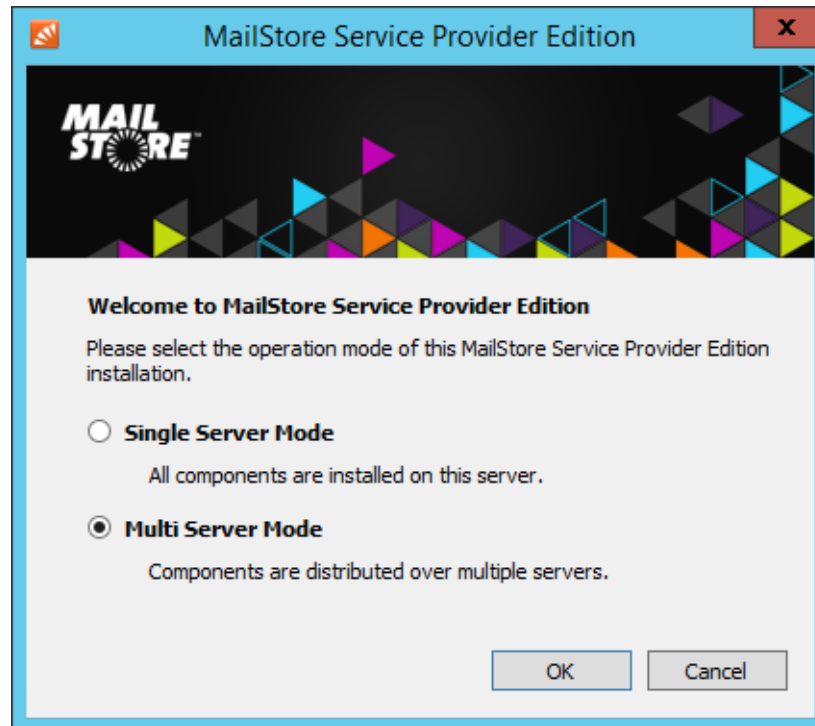 MailStore Service Provider Edition
x
MAIL
STORE™
Welcome to MailStore Service Provider Edition
Please select the operation mode of this MailStore Service Provider Edition
installation.
Single Server Mode
All components are installed on this server.
Multi Server Mode
Components are distributed over multiple servers.
OK Cancel